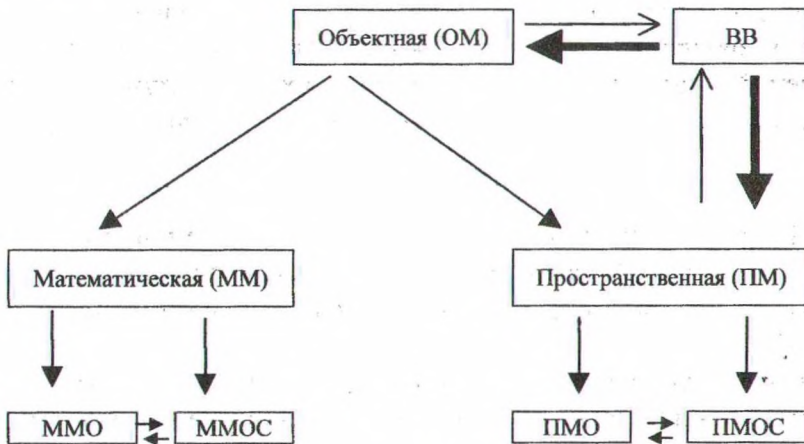 Объектная (ОМ)
ВВ
Математическая (ММ)
Пространственная (ПМ)
ММО
ММОС
ПМО
ПМОС